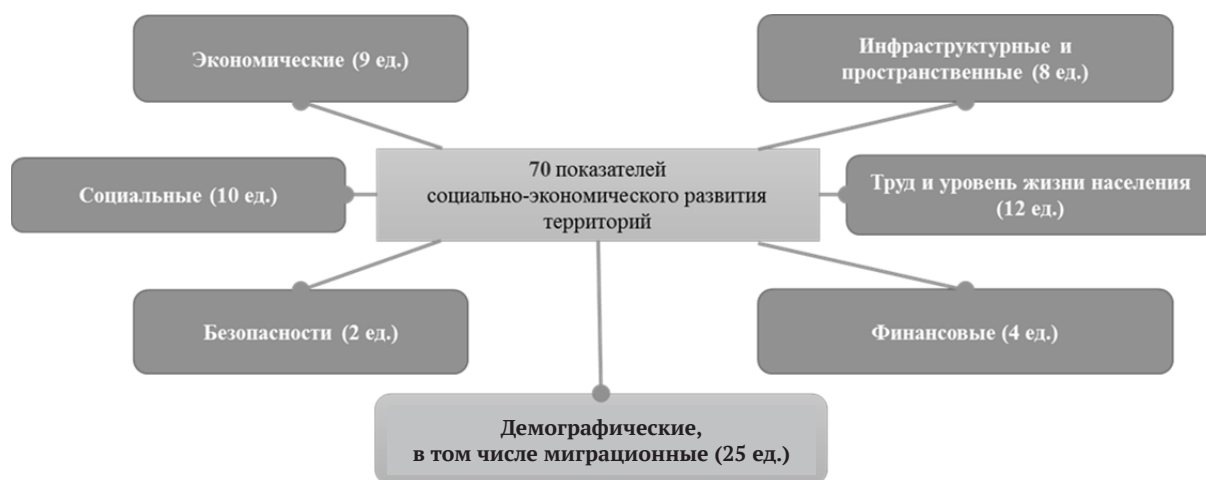 Экономические (9 ед.)
Инфраструктурные и
пространственные (8 ед.)
70 показателей
социально-экономического развития
территорий
Социальные (10 ед.)
Труд и уровень жизни населения
(12 ед.)
Безопасности (2 ед.)
Финансовые (4 ед.)
Демографические,
в том числе миграционные (25 ед.)